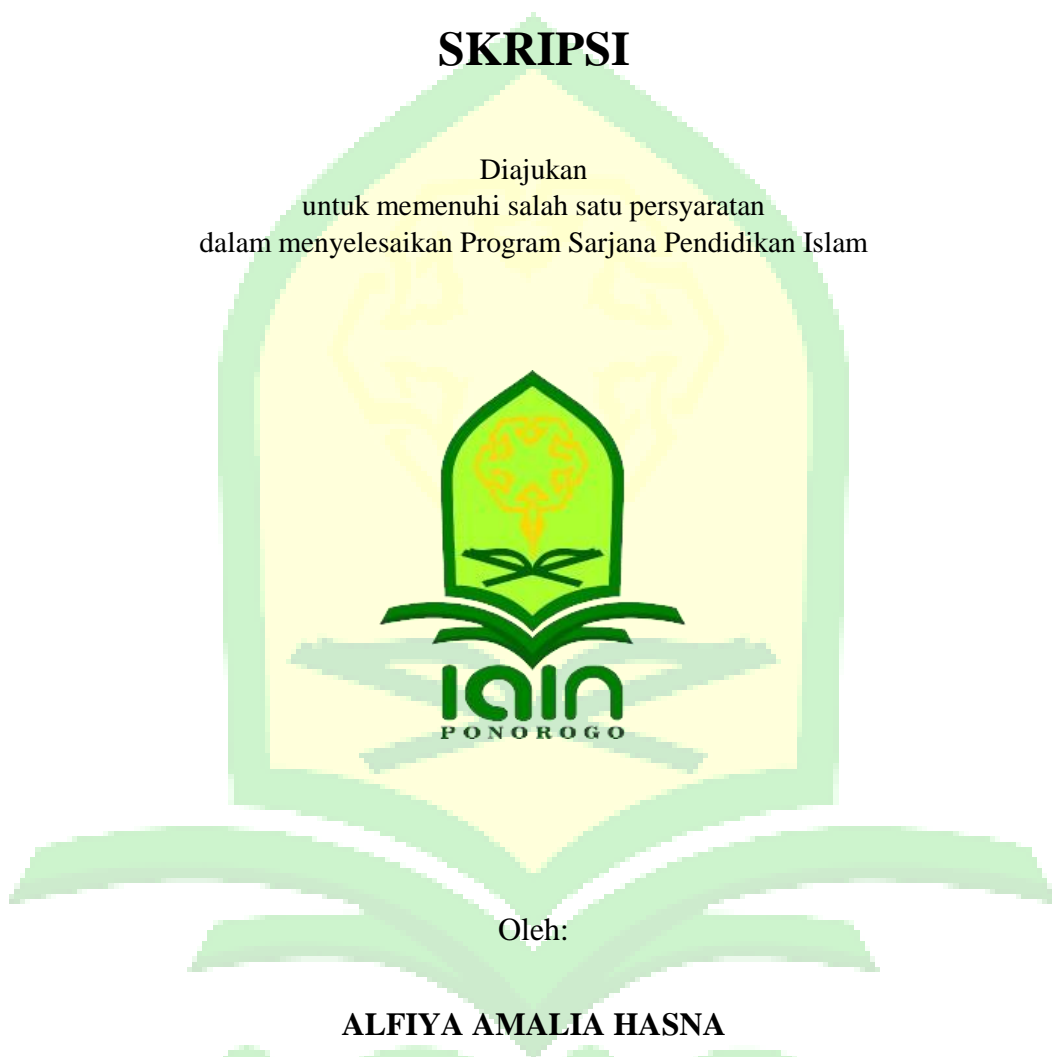 SKRIPSI
Diajukan
untuk memenuhi salah satu persyaratan
dalam menyelesaikan Program Sarjana Pendidikan Islam
iain
PONOROGO
Oleh:
ALFIYA AMALIA HASNA